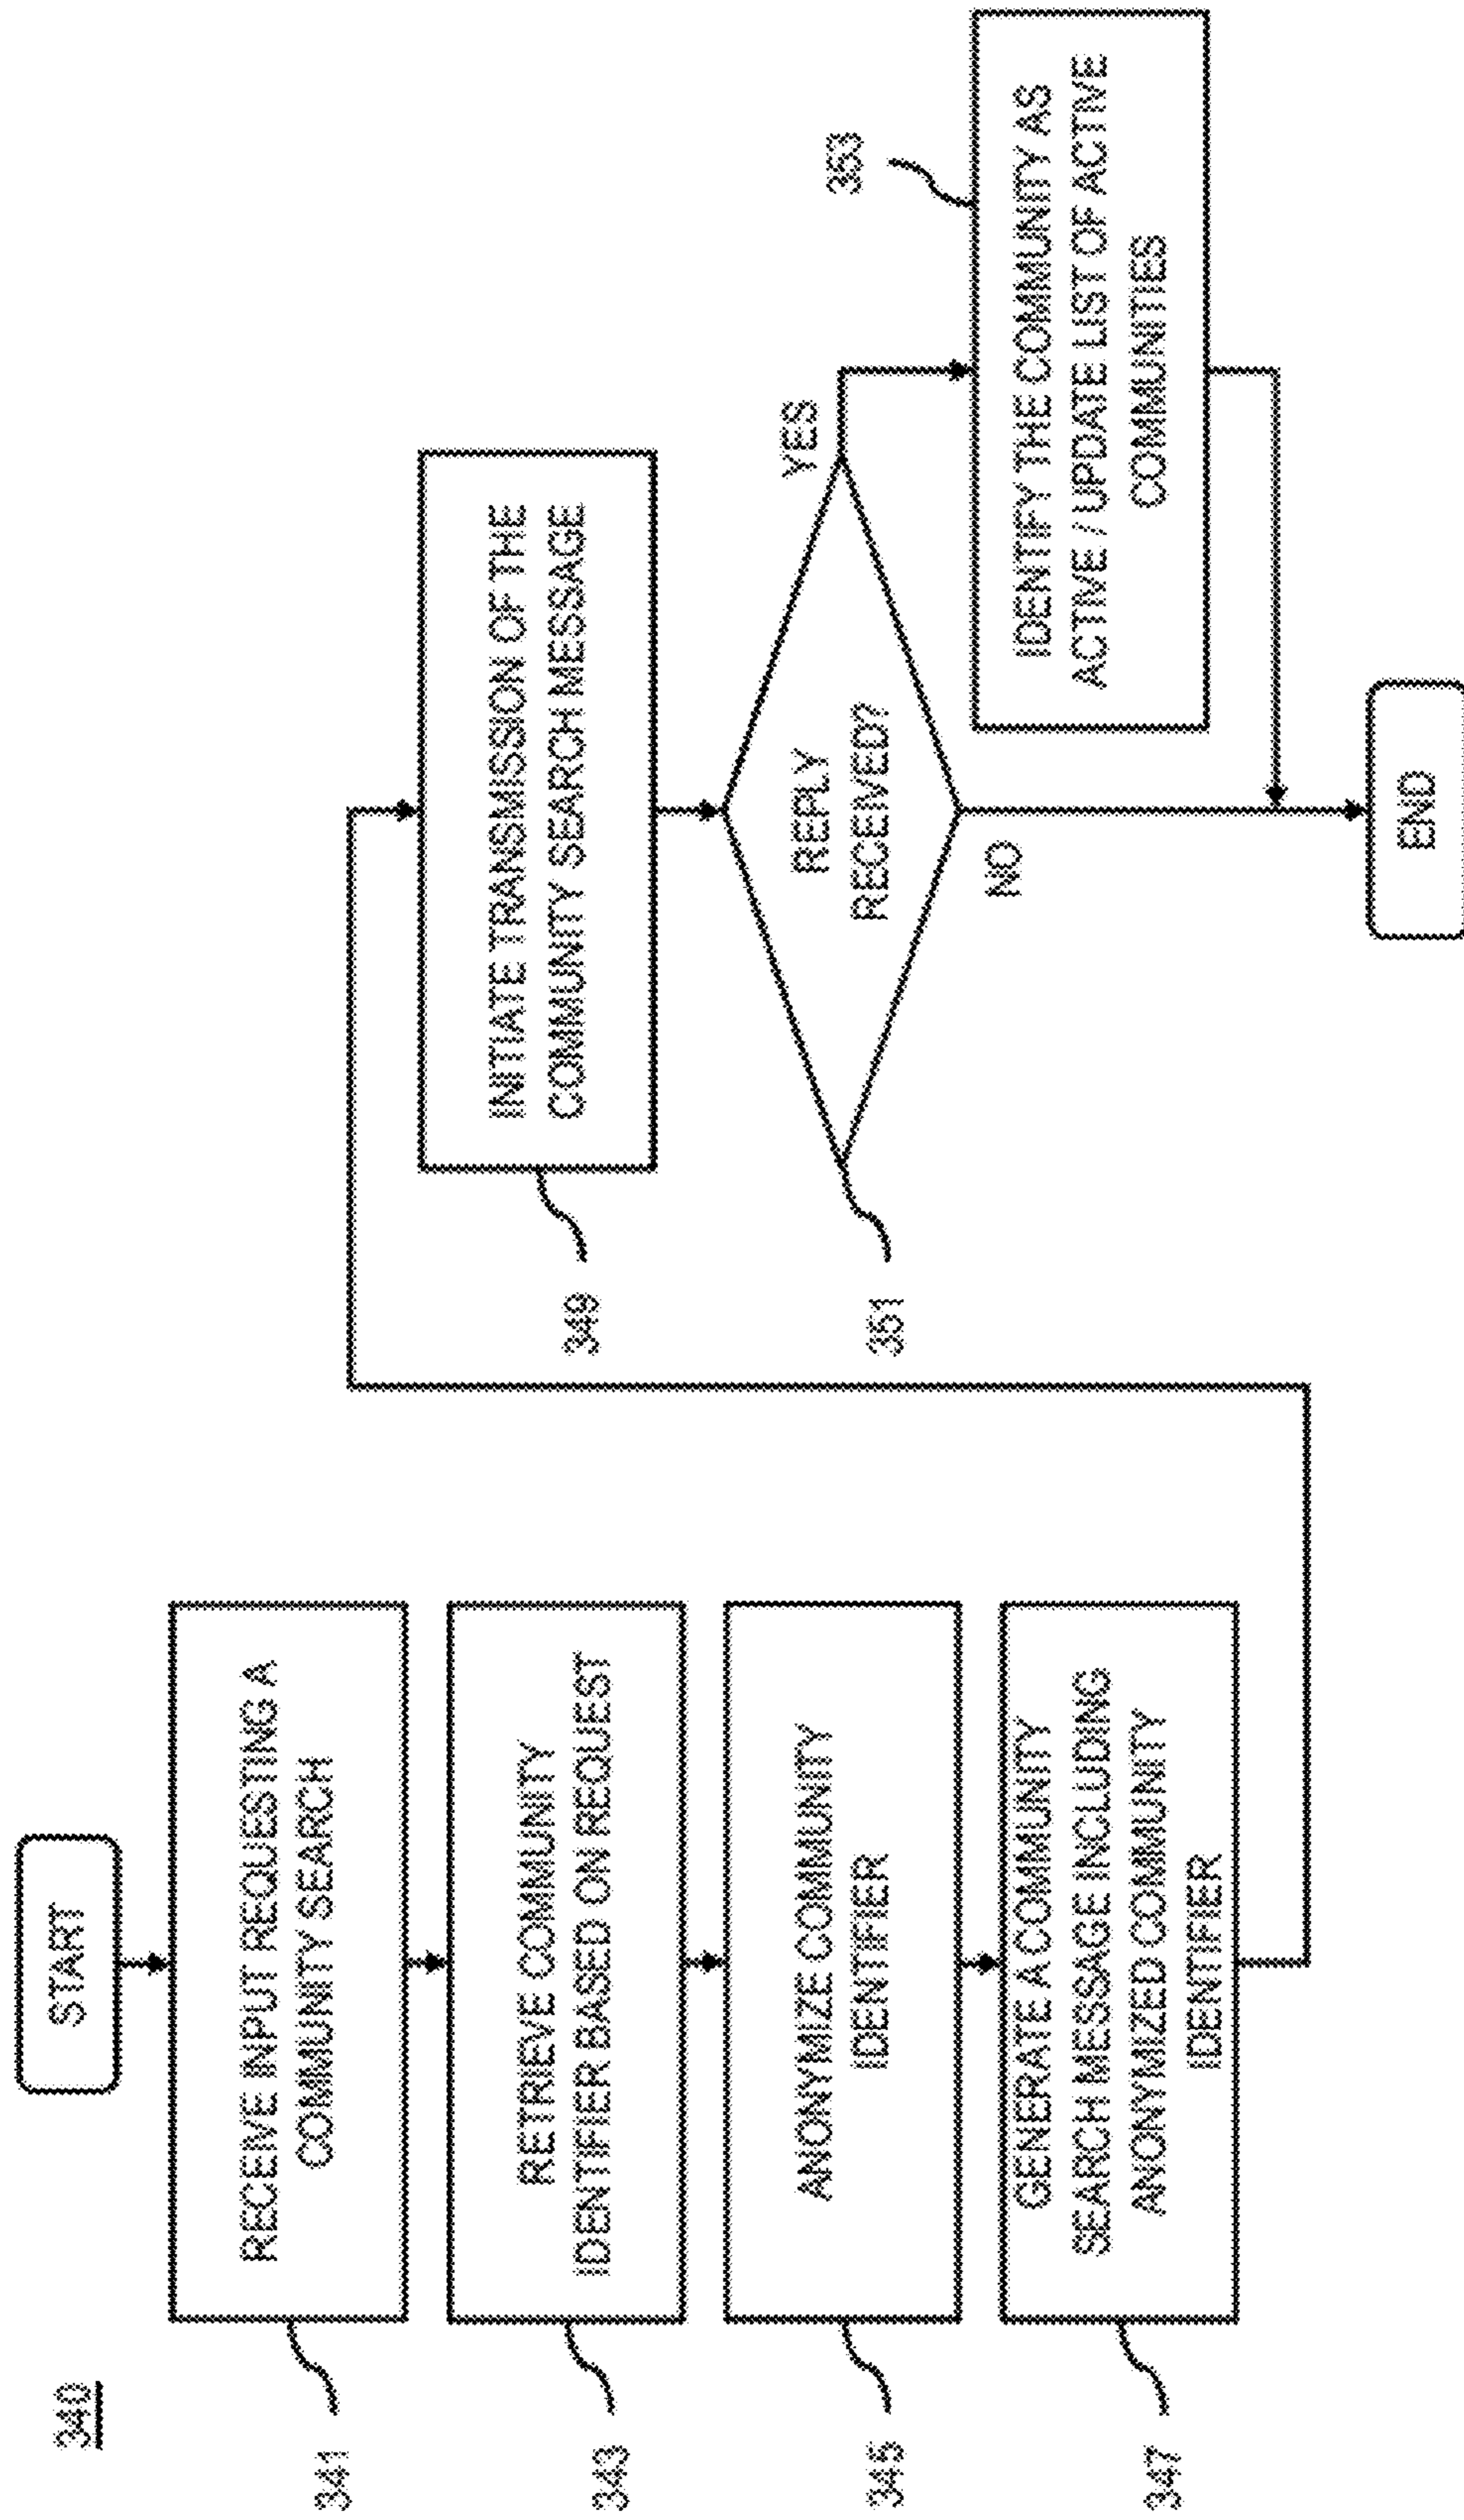 340
START
341
RECEIVE INPUT REQUESTING A
COMMUNITY SEARCH
343
RETRIEVE COMMUNITY
IDENTIFIER BASED ON REQUEST
345
ANONYMIZE COMMUNITY
IDENTIFIER
347
GENERATE A COMMUNITY
SEARCH MESSAGE INCLUDING
ANONYMIZED COMMUNITY
IDENTIFIER
349
INITIATE TRANSMISSION OF THE
COMMUNITY SEARCH MESSAGE
351
REPLY
RECEIVED?
YES
NO
353
IDENTIFY THE COMMUNITY AS
ACTIVE / UPDATE LIST OF ACTIVE
COMMUNITIES
END